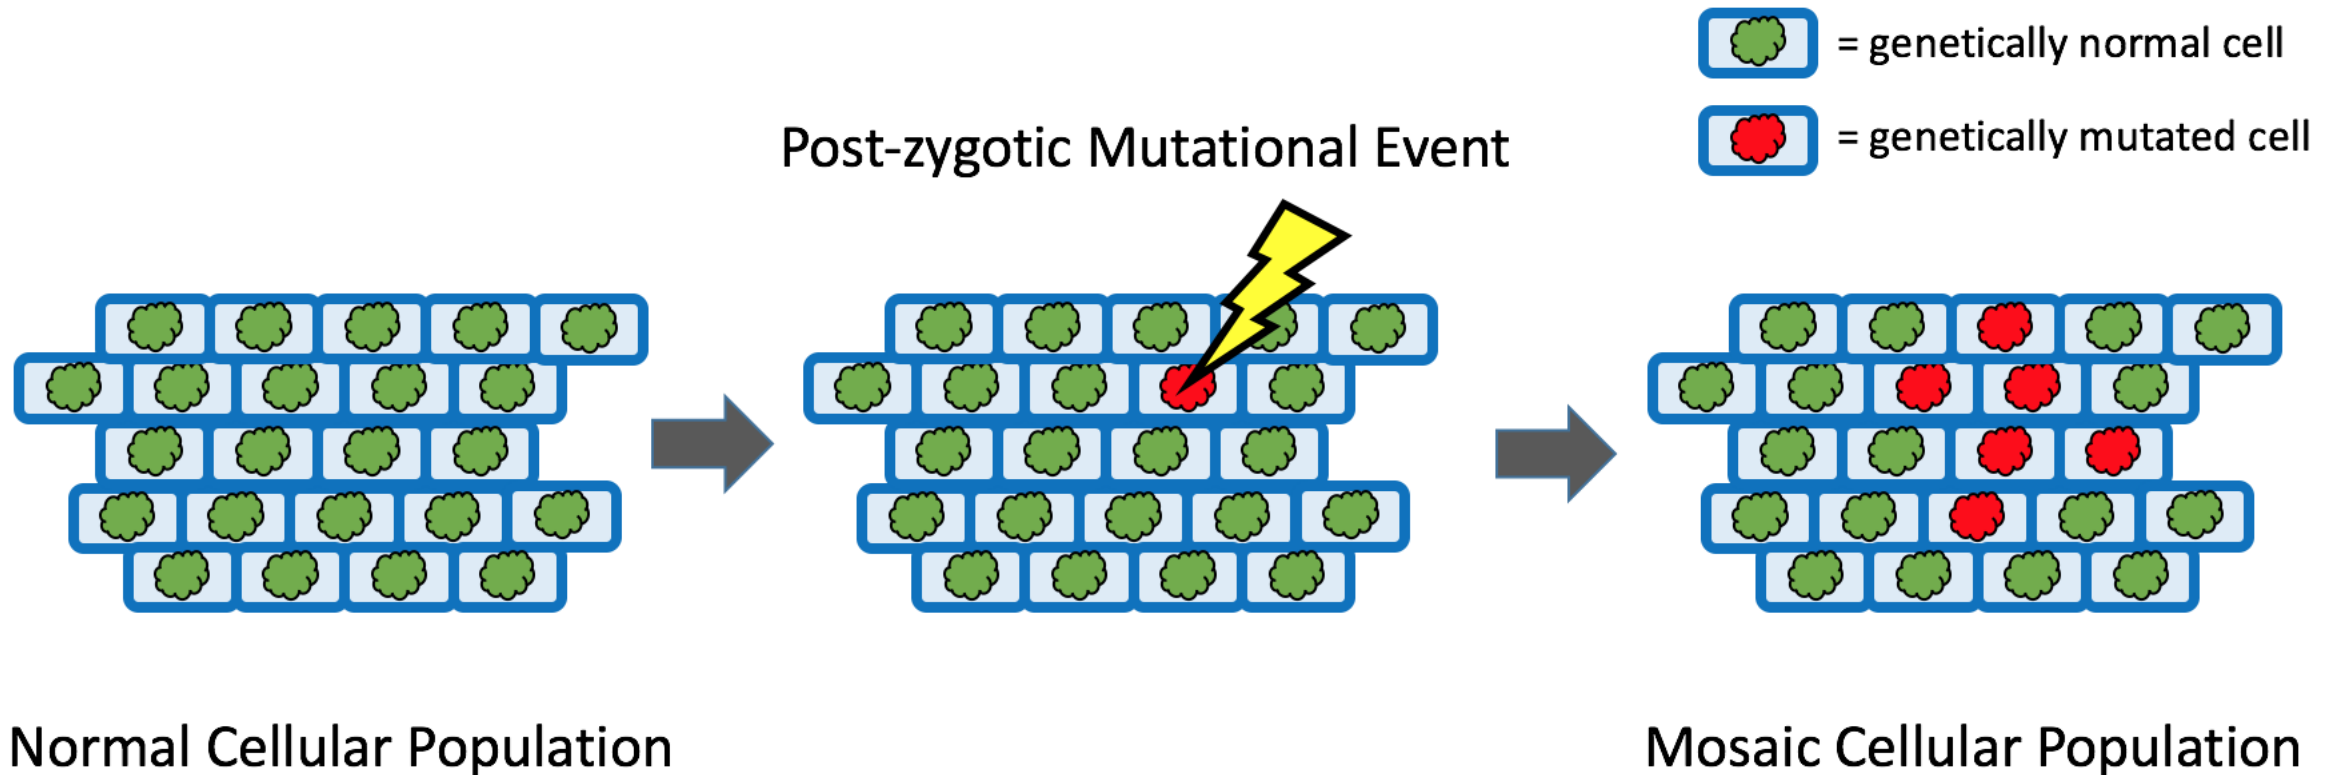 = genetically normal cell
= genetically mutated cell
Post-zygotic Mutational Event
Normal Cellular Population
Mosaic Cellular Population